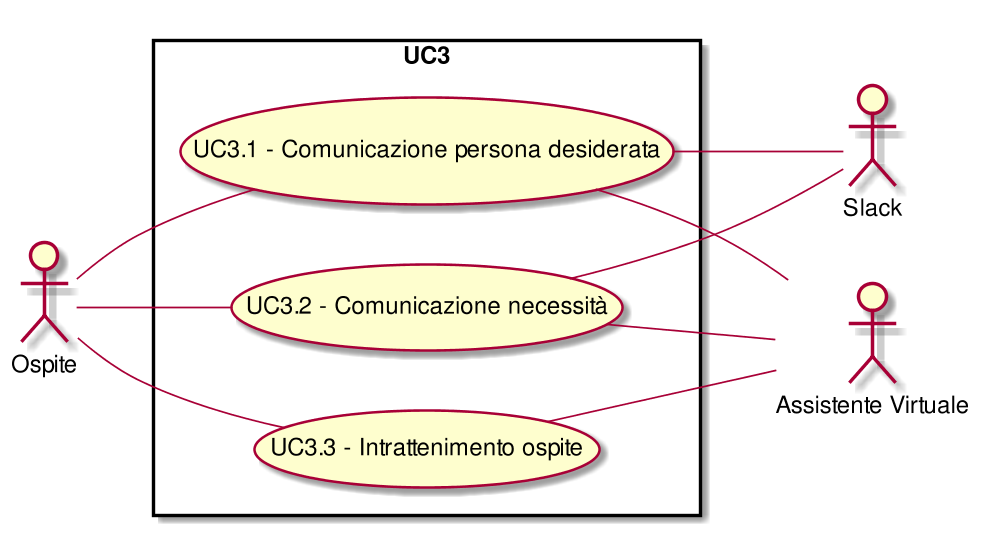 UC3
UC3.1 - Comunicazione persona desiderata
Slack
UC3.2 - Comunicazione necessità
Ospite
Assistente Virtuale
UC3.3 - Intrattenimento ospite